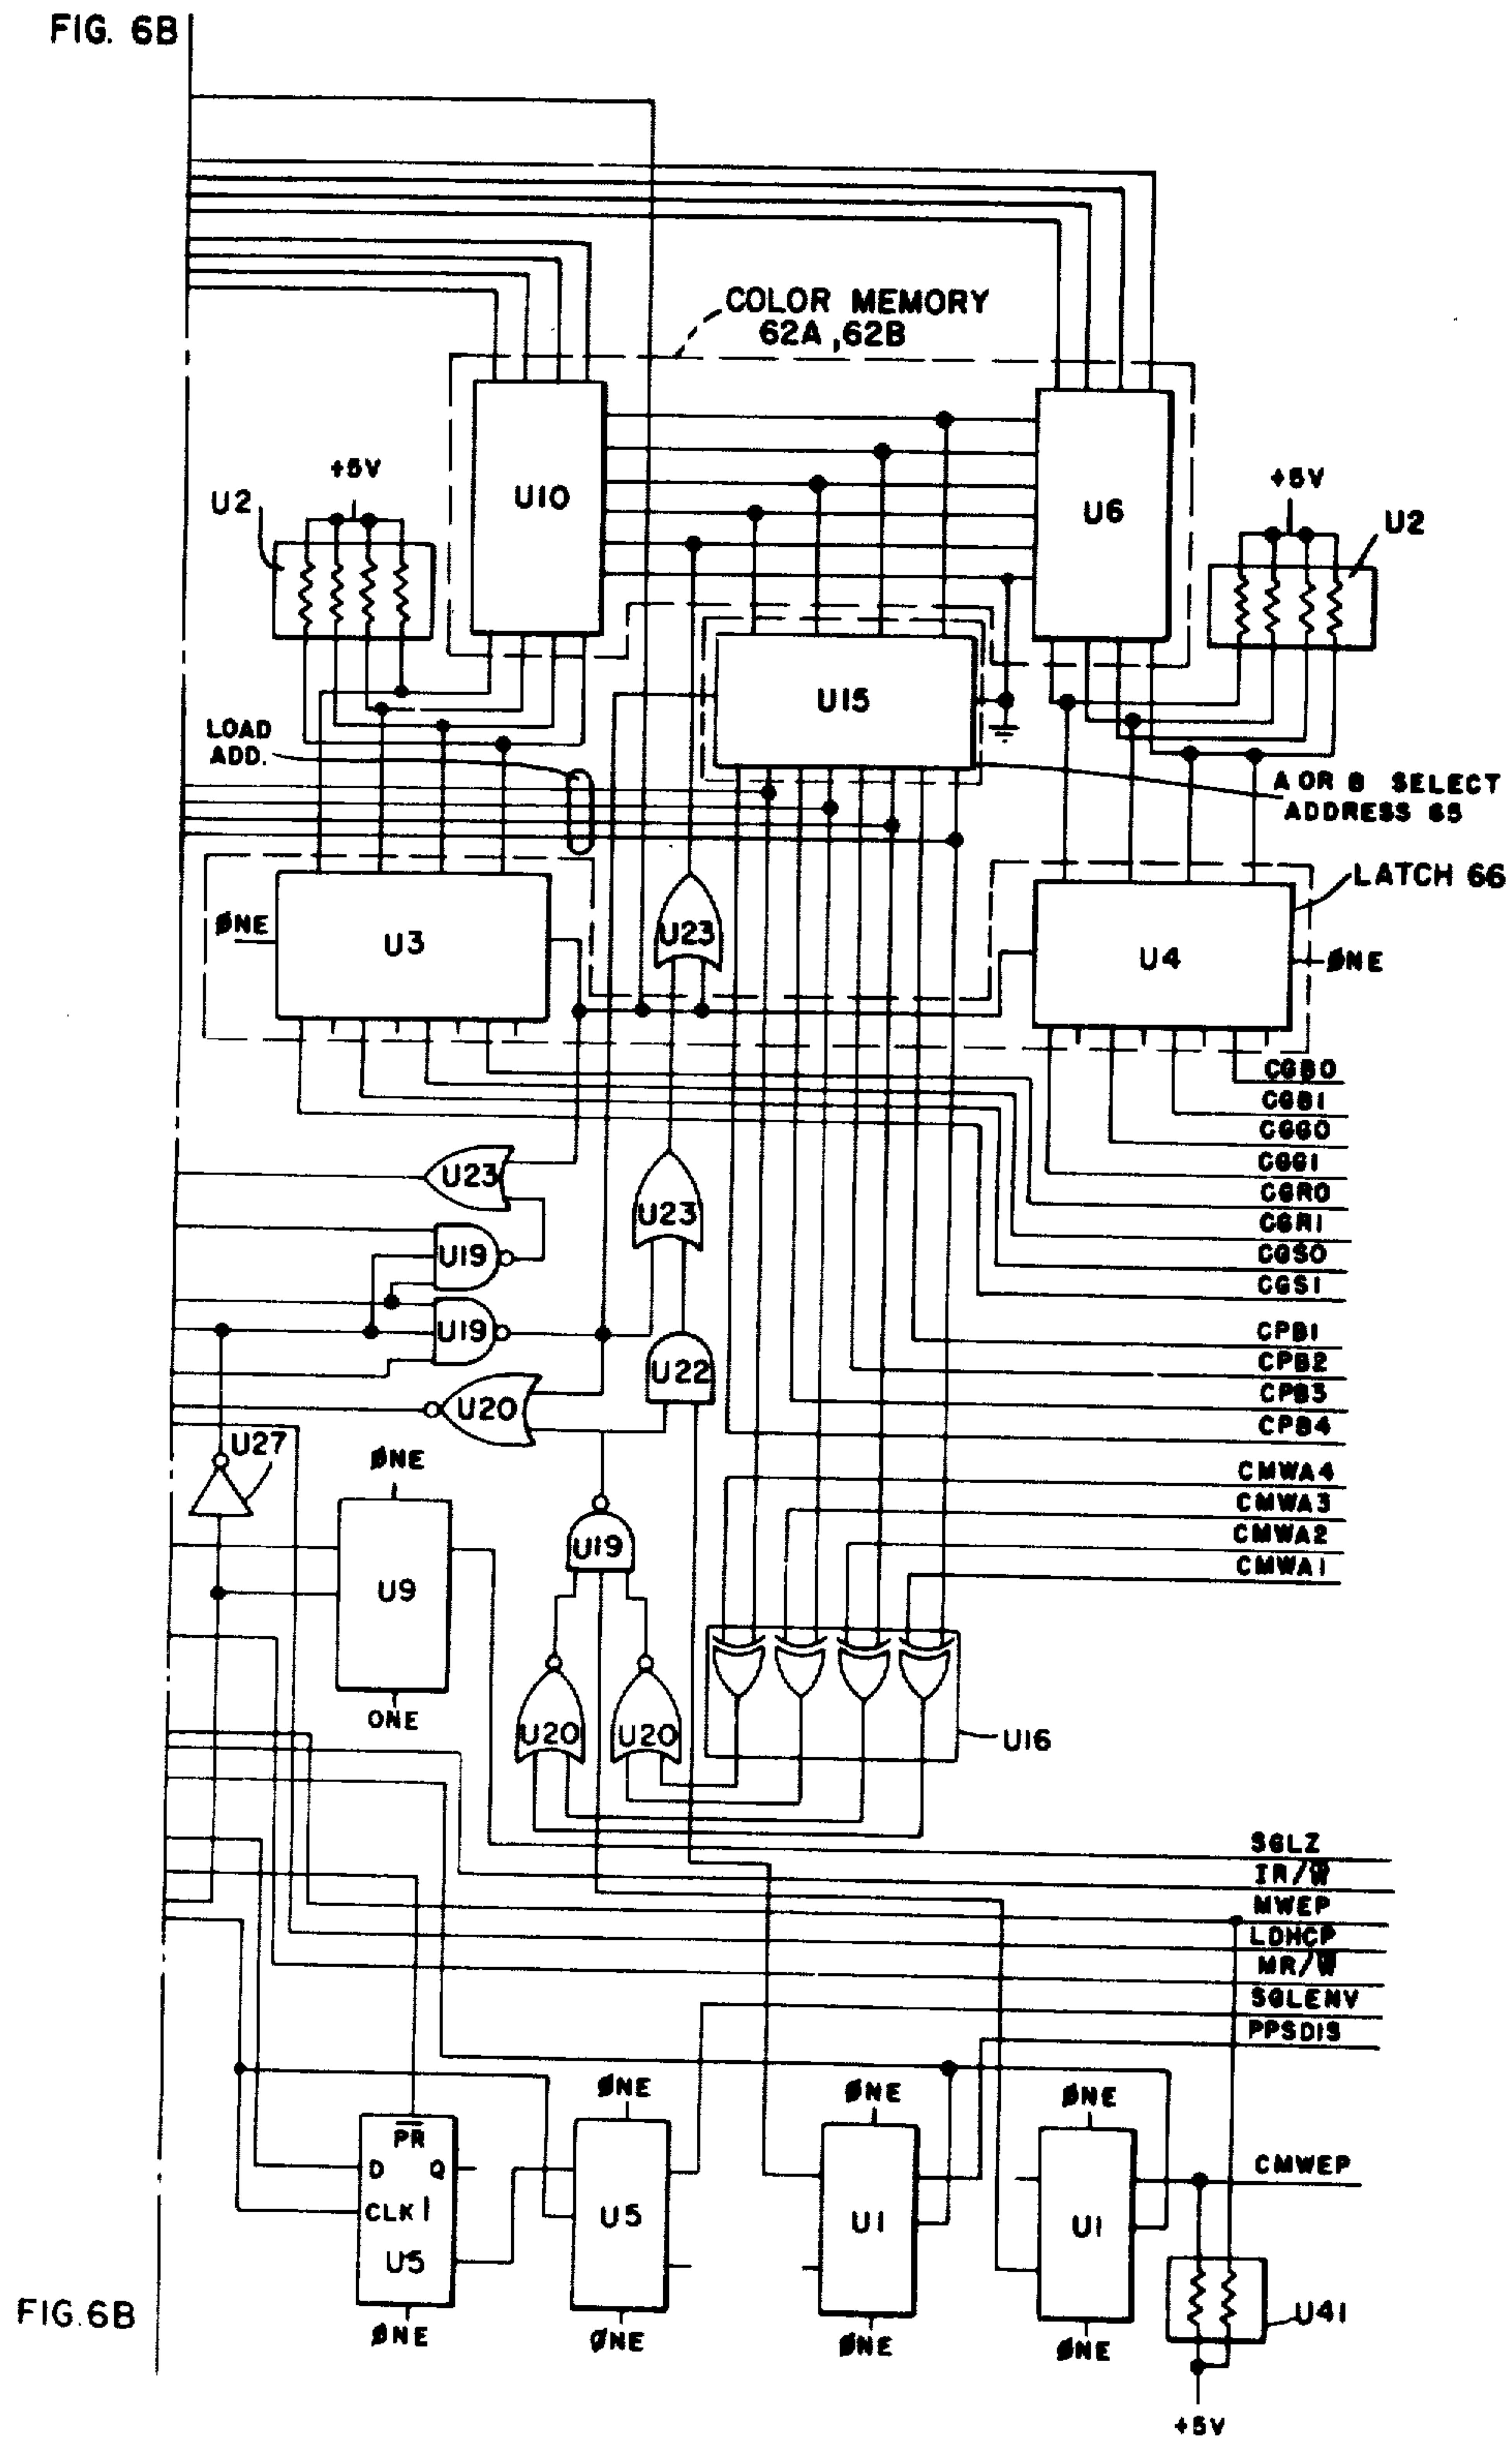 FIG. 6B
COLOR MEMORY
62A, 62B
+5V
U2
U10
U6
+5V
U2
U15
LOAD
ADD.
A OR B SELECT
ADDRESS 65
LATCH 66
ØNE
U3
U23
U4
ØNE
CGB0
CGB1
CGG0
CGG1
CGR0
CGR1
CGS0
CGS1
U23
U23
U19
U19
U22
U20
CPB1
CPB2
CPB3
CPB4
U27
ØNE
CMWA4
CMWA3
CMWA2
CMWA1
U19
U9
ONE
U20
U20
U16
SGLZ
IR/W̅
MWEP
LDHCP
MR/W̅
SGLENV
PPSDIS
ØNE
ØNE
ØNE
P̅R̅
D Q
CLK
U5
U5
U1
U1
CMWEP
U41
ØNE
ØNE
ØNE
ØNE
+5V
FIG. 6B